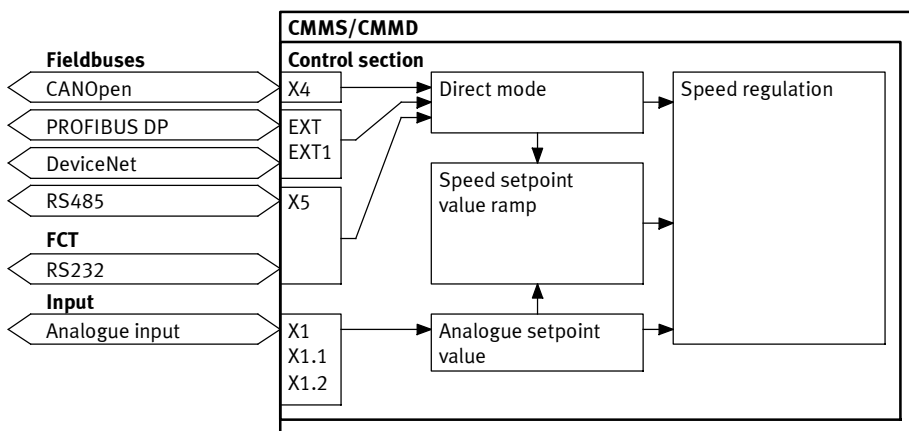 CMMS/CMMD
Fieldbuses
Control section
CANOpen
X4
Direct mode
Speed regulation
PROFIBUS DP
EXT
EXT1
DeviceNet
Speed setpoint
value ramp
RS485
X5
FCT
RS232
Input
Analogue input
X1
X1.1
X1.2
Analogue setpoint
value